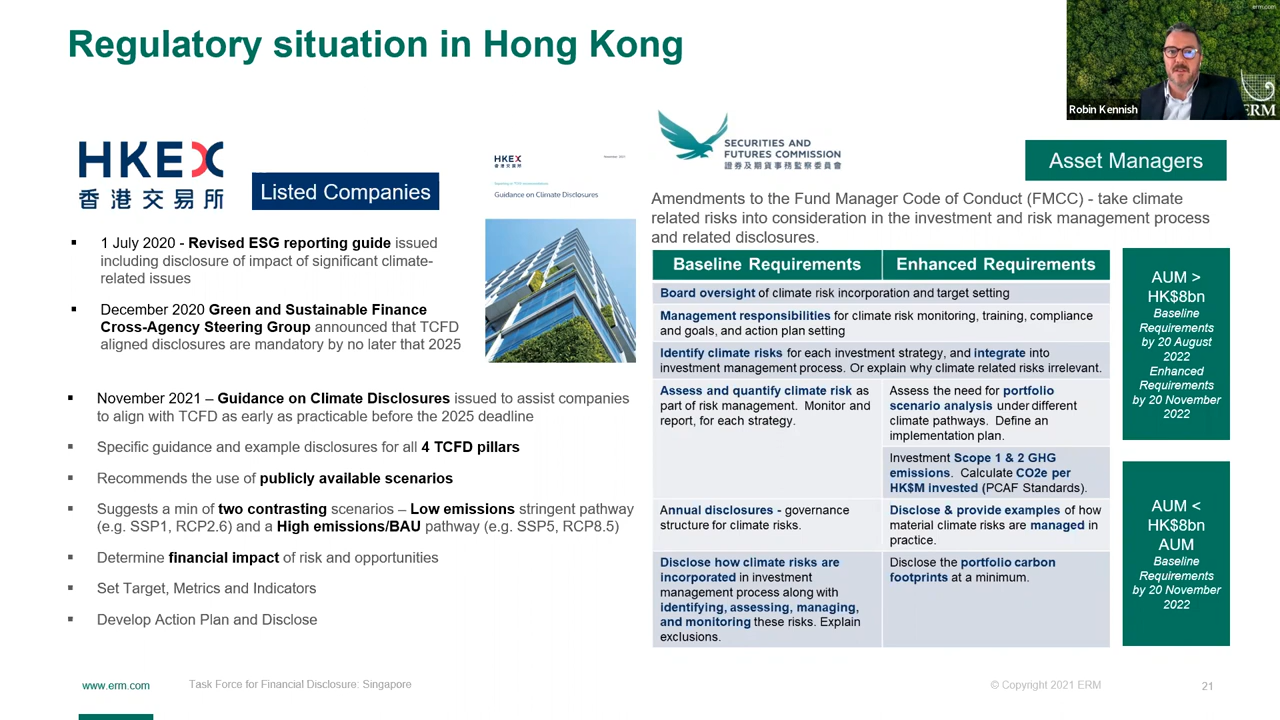 Regulatory situation in Hong Kong
erm.com
Robin Kennish
ERM
HKEX
香港交易所
Listed Companies
1 July 2020 - Revised ESG reporting guide issued
including disclosure of impact of significant climate-
related issues
December 2020 Green and Sustainable Finance
Cross-Agency Steering Group announced that TCFD
aligned disclosures are mandatory by no later that 2025
November 2021 – Guidance on Climate Disclosures issued to assist companies
to align with TCFD as early as practicable before the 2025 deadline
Specific guidance and example disclosures for all 4 TCFD pillars
Recommends the use of publicly available scenarios
Suggests a min of two contrasting scenarios – Low emissions stringent pathway
(e.g. SSP1, RCP2.6) and a High emissions/BAU pathway (e.g. SSP5, RCP8.5)
Determine financial impact of risk and opportunities
Set Target, Metrics and Indicators
Develop Action Plan and Disclose
HKEX
香港交易所
Guidance on Climate Disclosures
SECURITIES AND
FUTURES COMMISSION
證券及期貨事務監察委員會
Asset Managers
Amendments to the Fund Manager Code of Conduct (FMCC) - take climate
related risks into consideration in the investment and risk management process
and related disclosures.
Baseline Requirements
Enhanced Requirements
Board oversight of climate risk incorporation and target setting
Management responsibilities for climate risk monitoring, training, compliance
and goals, and action plan setting
Identify climate risks for each investment strategy, and integrate into
investment management process. Or explain why climate related risks irrelevant.
Assess and quantify climate risk as
part of risk management. Monitor and
report, for each strategy.
Assess the need for portfolio
scenario analysis under different
climate pathways. Define an
implementation plan.
Investment Scope 1 & 2 GHG
emissions. Calculate CO2e per
HK$M invested (PCAF Standards).
Annual disclosures - governance
structure for climate risks.
Disclose & provide examples of how
material climate risks are managed in
practice.
Disclose how climate risks are
incorporated in investment
management process along with
identifying, assessing, managing,
and monitoring these risks. Explain
exclusions.
Disclose the portfolio carbon
footprints at a minimum.
AUM >
HK$8bn
Baseline
Requirements
by 20 August
2022
Enhanced
Requirements
by 20 November
2022
AUM <
HK$8bn
AUM
Baseline
Requirements
by 20 November
2022
www.erm.com
Task Force for Financial Disclosure: Singapore
© Copyright 2021 ERM
21